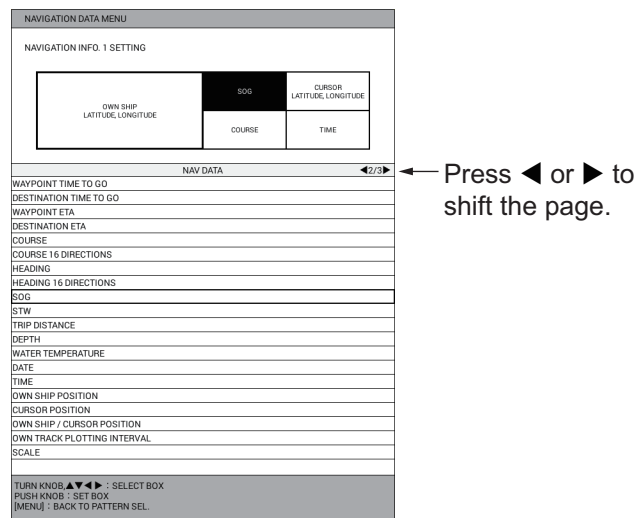 NAVIGATION DATA MENU
NAVIGATION INFO. 1 SETTING
OWN SHIP
LATITUDE, LONGITUDE
SOG
CURSOR
LATITUDE, LONGITUDE
COURSE
TIME
NAV DATA ◀2/3▶
Press ◀ or ▶ to
shift the page.
WAYPOINT TIME TO GO
DESTINATION TIME TO GO
WAYPOINT ETA
DESTINATION ETA
COURSE
COURSE 16 DIRECTIONS
HEADING
HEADING 16 DIRECTIONS
SOG
STW
TRIP DISTANCE
DEPTH
WATER TEMPERATURE
DATE
TIME
OWN SHIP POSITION
CURSOR POSITION
OWN SHIP / CURSOR POSITION
OWN TRACK PLOTTING INTERVAL
SCALE
TURN KNOB,▲▼◀ ▶ : SELECT BOX
PUSH KNOB : SET BOX
[MENU] : BACK TO PATTERN SEL.